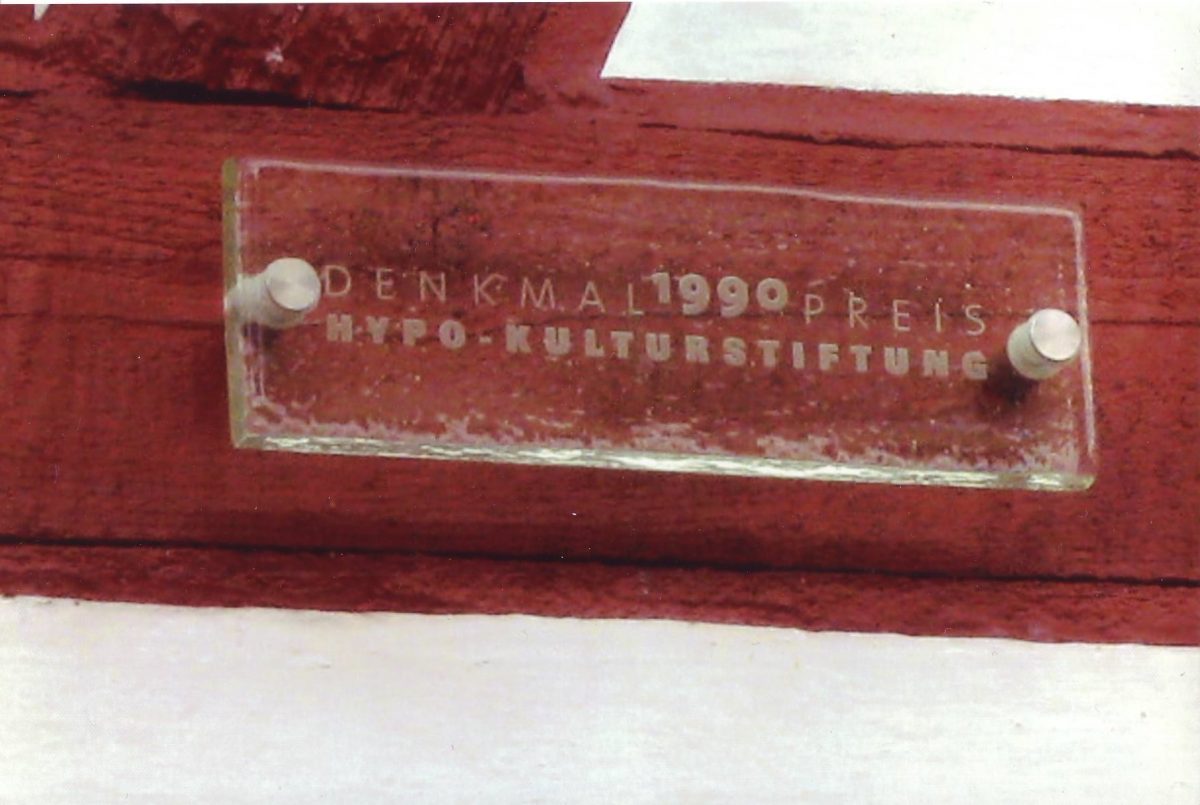 DENKMAL 1990 PREIS
HYPO-KULTURSTIFTUNG